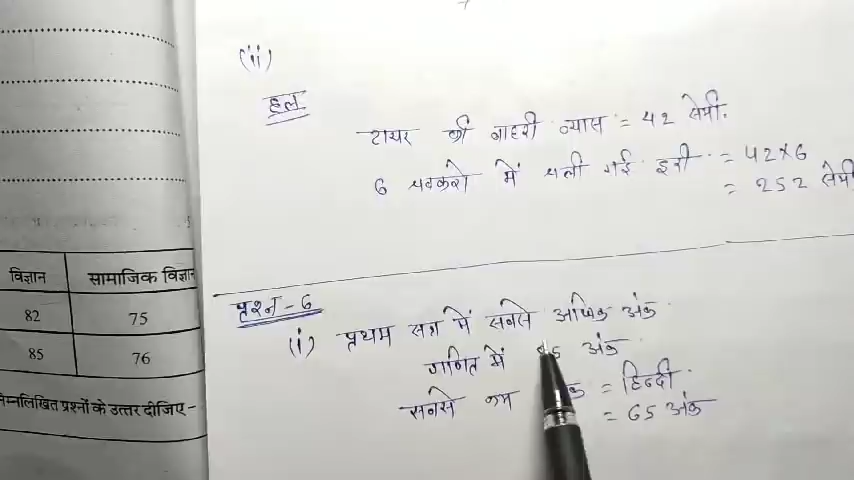 (ii)
हल
टायर की बाहरी व्यास = 42 सेमी.
6 चक्करो में चली गई दूरी = 42×6
= 252 सेमी
विज्ञान सामाजिक विज्ञान
82 75
85 76
निम्नलिखित प्रश्नों के उत्तर दीजिए-
प्रश्न-6
(i) प्रथम सत्र में सबसे अधिक अंक
गणित में अंक
सबसे कम = हिन्दी
= 65 अंक